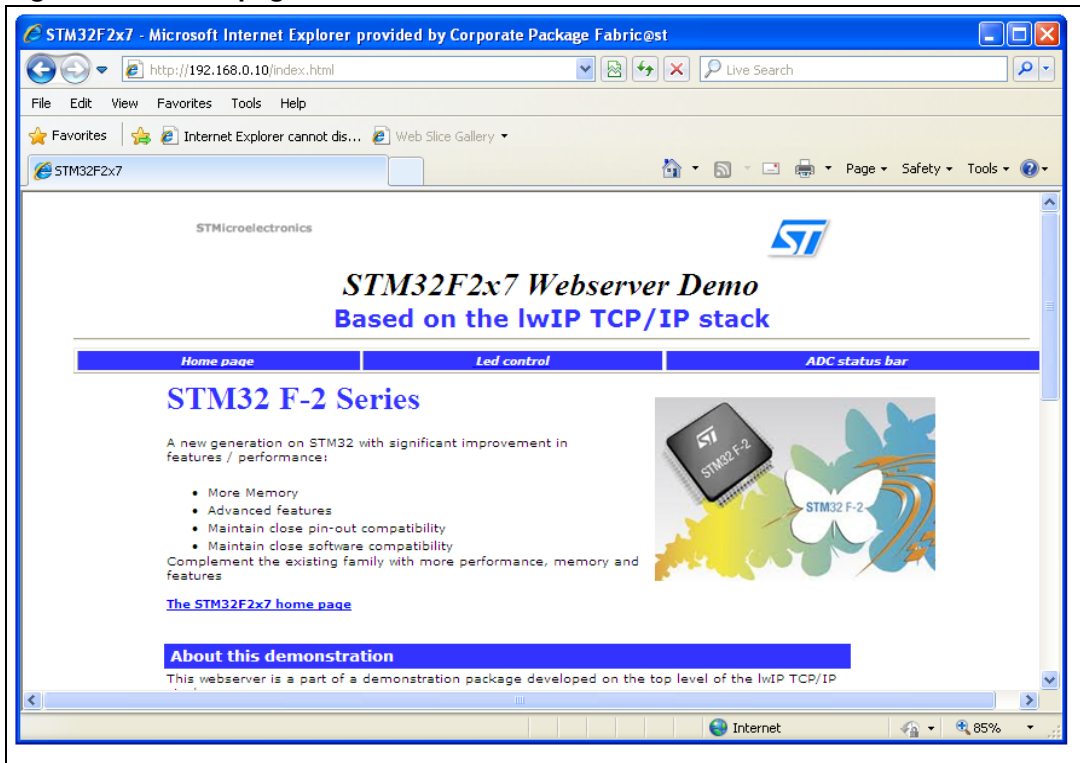 STM32F2x7 - Microsoft Internet Explorer provided by Corporate Package Fabric@st
http://192.168.0.10/index.html
Live Search
File Edit View Favorites Tools Help
Favorites Internet Explorer cannot dis... Web Slice Gallery
STM32F2x7
Page Safety Tools
STMicroelectronics
ST
STM32F2x7 Webserver Demo
Based on the lwIP TCP/IP stack
Home page Led control ADC status bar
STM32 F-2 Series
A new generation on STM32 with significant improvement in
features / performance:
• More Memory
• Advanced features
• Maintain close pin-out compatibility
• Maintain close software compatibility
Complement the existing family with more performance, memory and
features
ST
STM32 F-2
STM32 F-2
The STM32F2x7 home page
About this demonstration
This webserver is a part of a demonstration package developed on the top level of the lwIP TCP/IP
Internet 85%